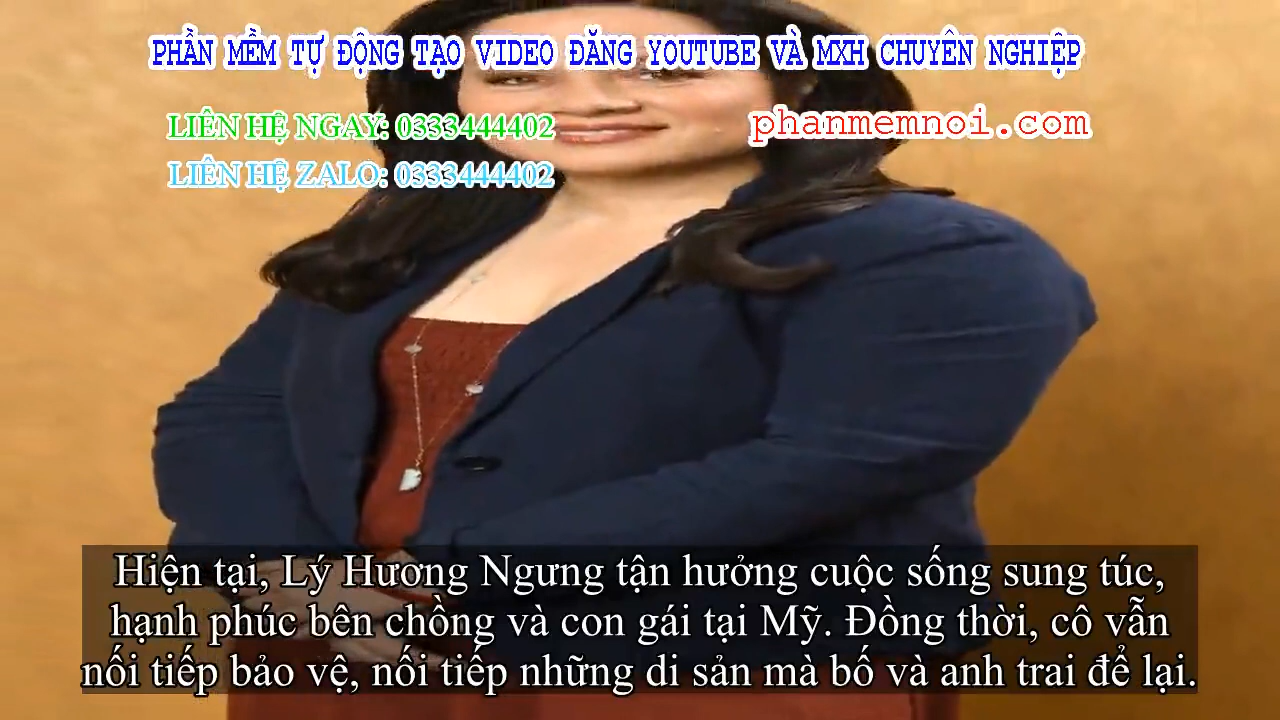 PHẦN MỀM TỰ ĐỘNG TẠO VIDEO ĐĂNG YOUTUBE VÀ MXH CHUYÊN NGHIỆP
LIÊN HỆ NGAY: 0333444402
phanmemnoi.com
LIÊN HỆ ZALO: 0333444402
Hiện tại, Lý Hương Ngưng tận hưởng cuộc sống sung túc,
hạnh phúc bên chồng và con gái tại Mỹ. Đồng thời, cô vẫn
nối tiếp bảo vệ, nối tiếp những di sản mà bố và anh trai để lại.